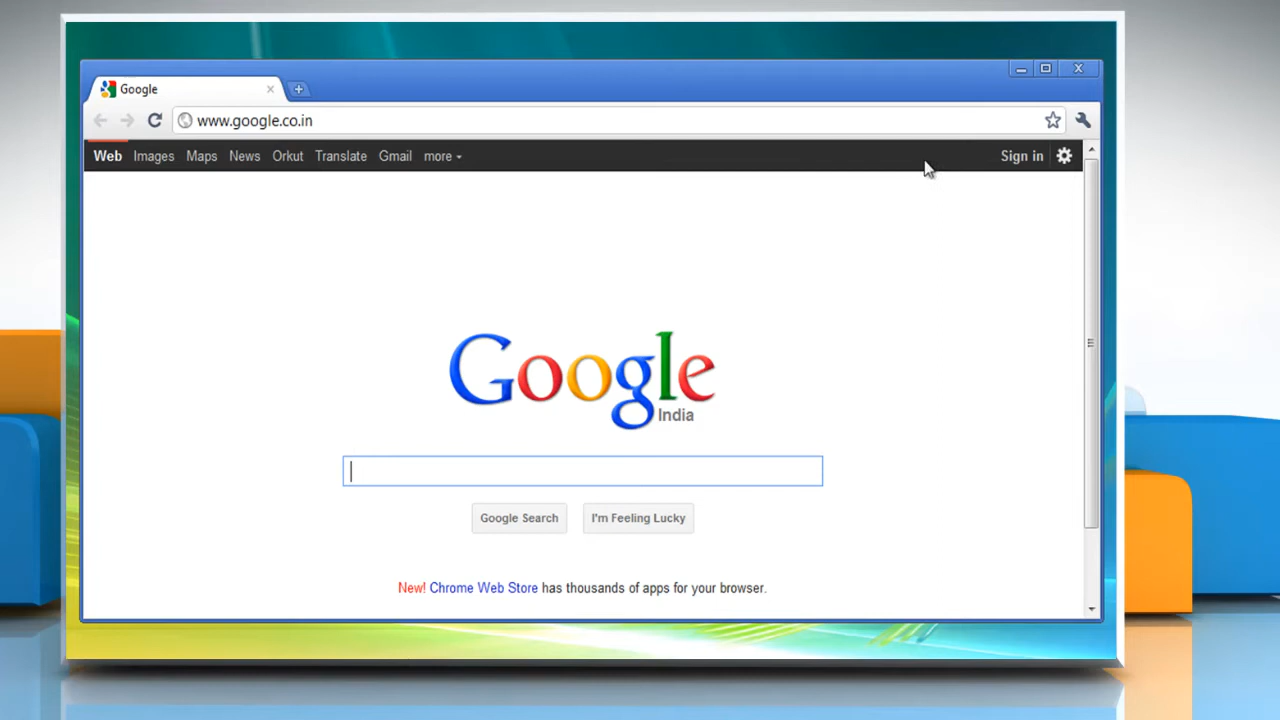 Google
www.google.co.in
Web Images Maps News Orkut Translate Gmail more Sign in
Google
India
Google Search I'm Feeling Lucky
New! Chrome Web Store has thousands of apps for your browser.